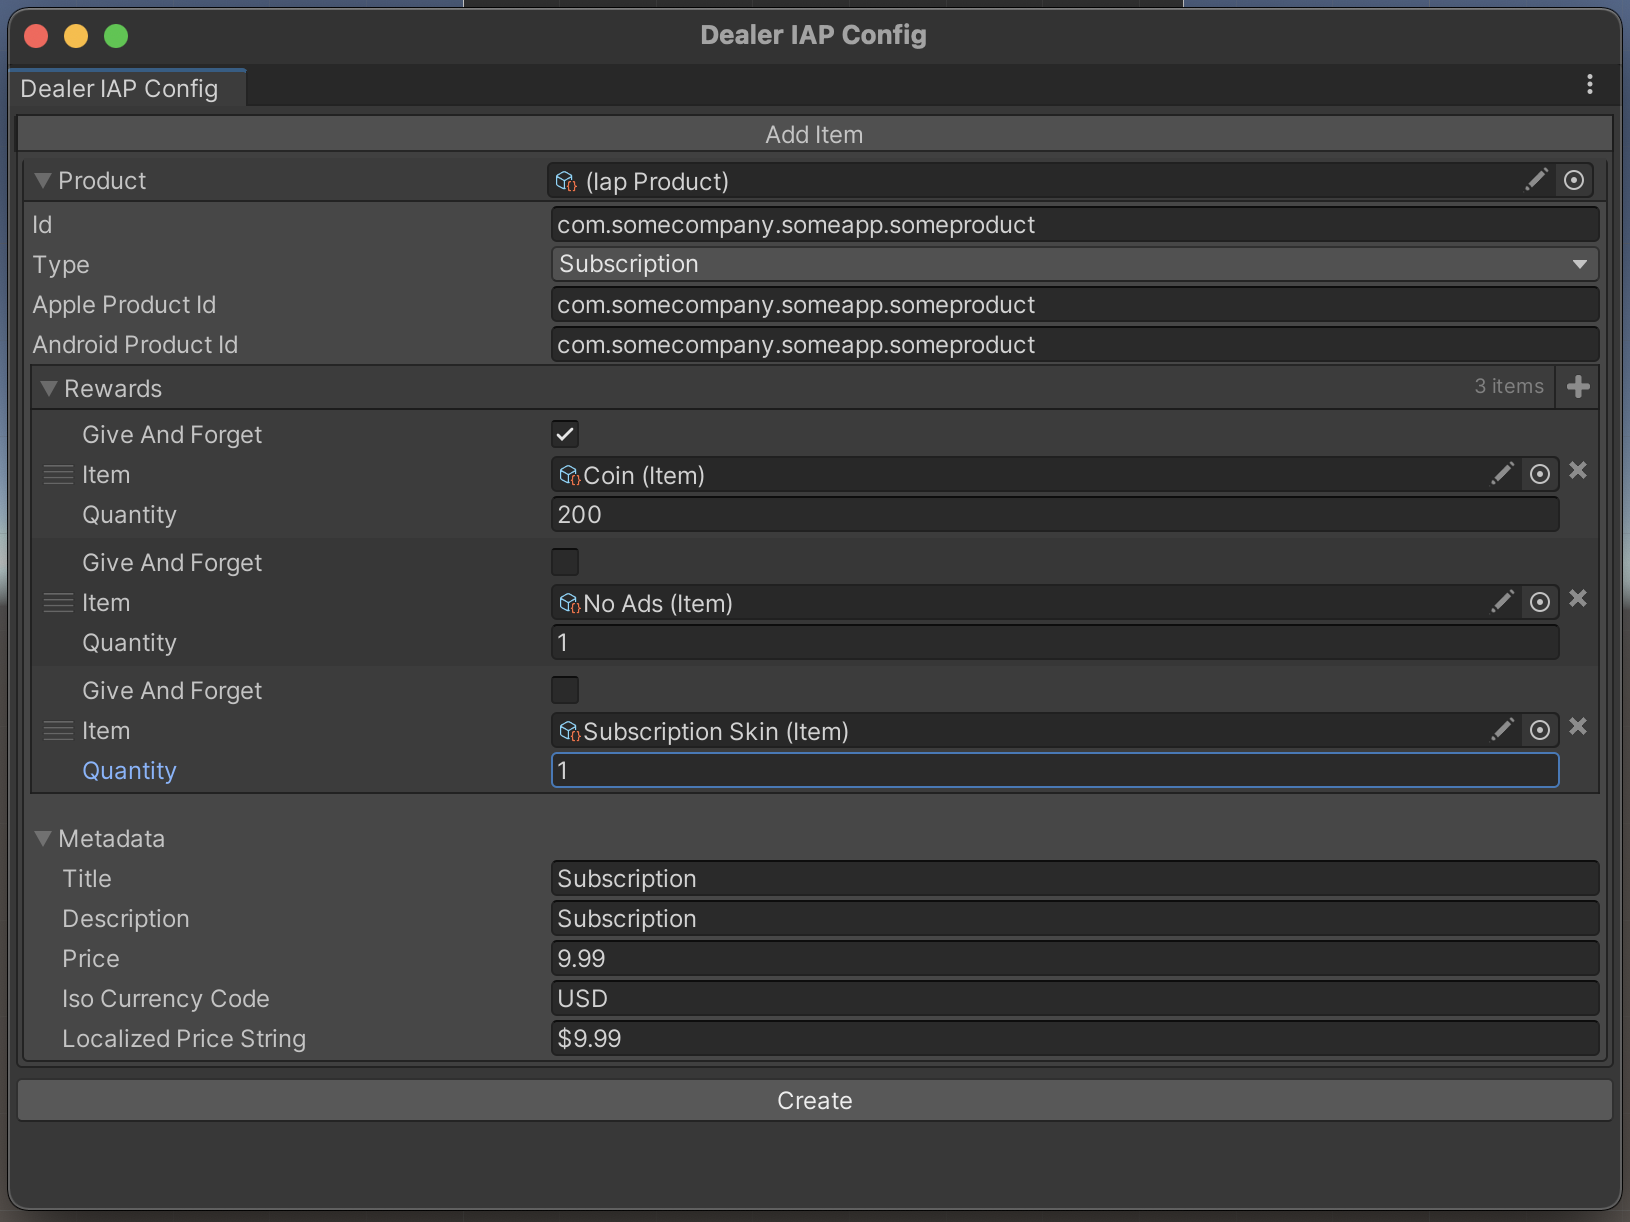 Dealer IAP Config
Dealer IAP Config
Add Item
Product (Iap Product)
Id com.somecompany.someapp.someproduct
Type Subscription
Apple Product Id com.somecompany.someapp.someproduct
Android Product Id com.somecompany.someapp.someproduct
Rewards 3 items
Give And Forget
Item Coin (Item)
Quantity 200
Give And Forget
Item No Ads (Item)
Quantity 1
Give And Forget
Item Subscription Skin (Item)
Quantity 1
Metadata
Title Subscription
Description Subscription
Price 9.99
Iso Currency Code USD
Localized Price String $9.99
Create